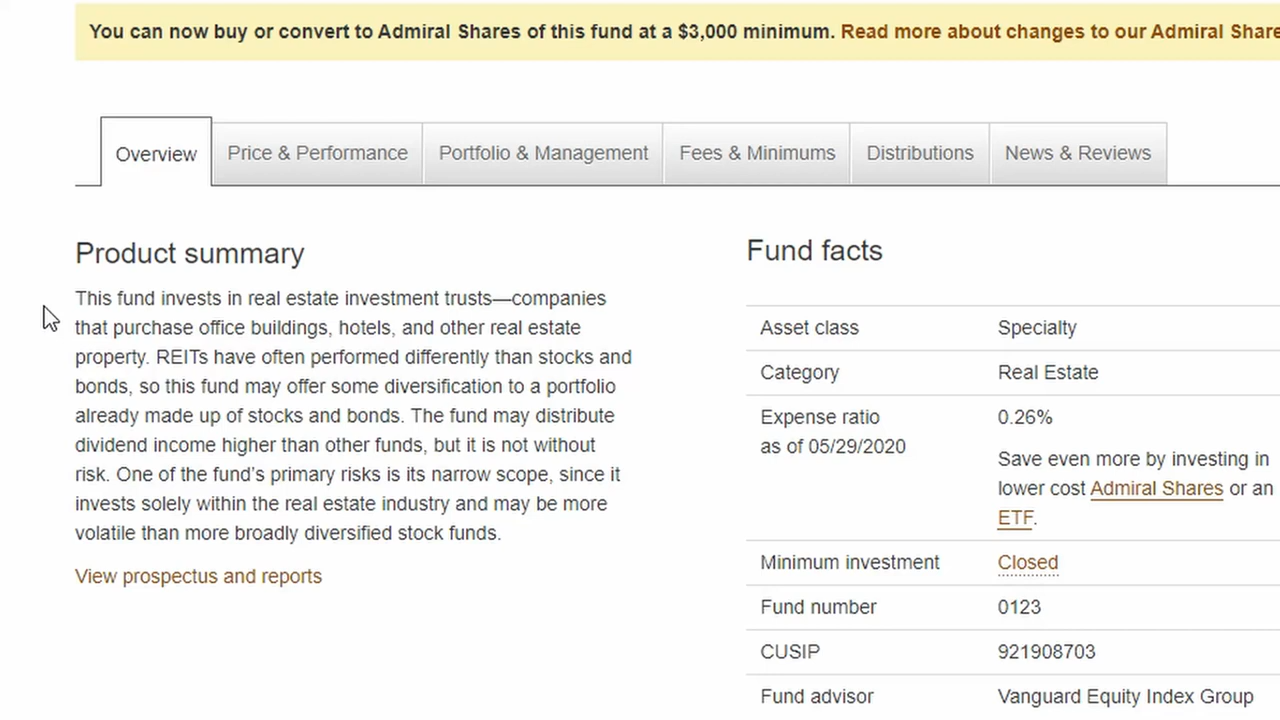 You can now buy or convert to Admiral Shares of this fund at a $3,000 minimum. Read more about changes to our Admiral Share
Overview
Price & Performance
Portfolio & Management
Fees & Minimums
Distributions
News & Reviews
Product summary
This fund invests in real estate investment trusts—companies
that purchase office buildings, hotels, and other real estate
property. REITs have often performed differently than stocks and
bonds, so this fund may offer some diversification to a portfolio
already made up of stocks and bonds. The fund may distribute
dividend income higher than other funds, but it is not without
risk. One of the fund's primary risks is its narrow scope, since it
invests solely within the real estate industry and may be more
volatile than more broadly diversified stock funds.
View prospectus and reports
Fund facts
Asset class Specialty
Category Real Estate
Expense ratio 0.26%
as of 05/29/2020
Save even more by investing in
lower cost Admiral Shares or an
ETF.
Minimum investment Closed
Fund number 0123
CUSIP 921908703
Fund advisor Vanguard Equity Index Group